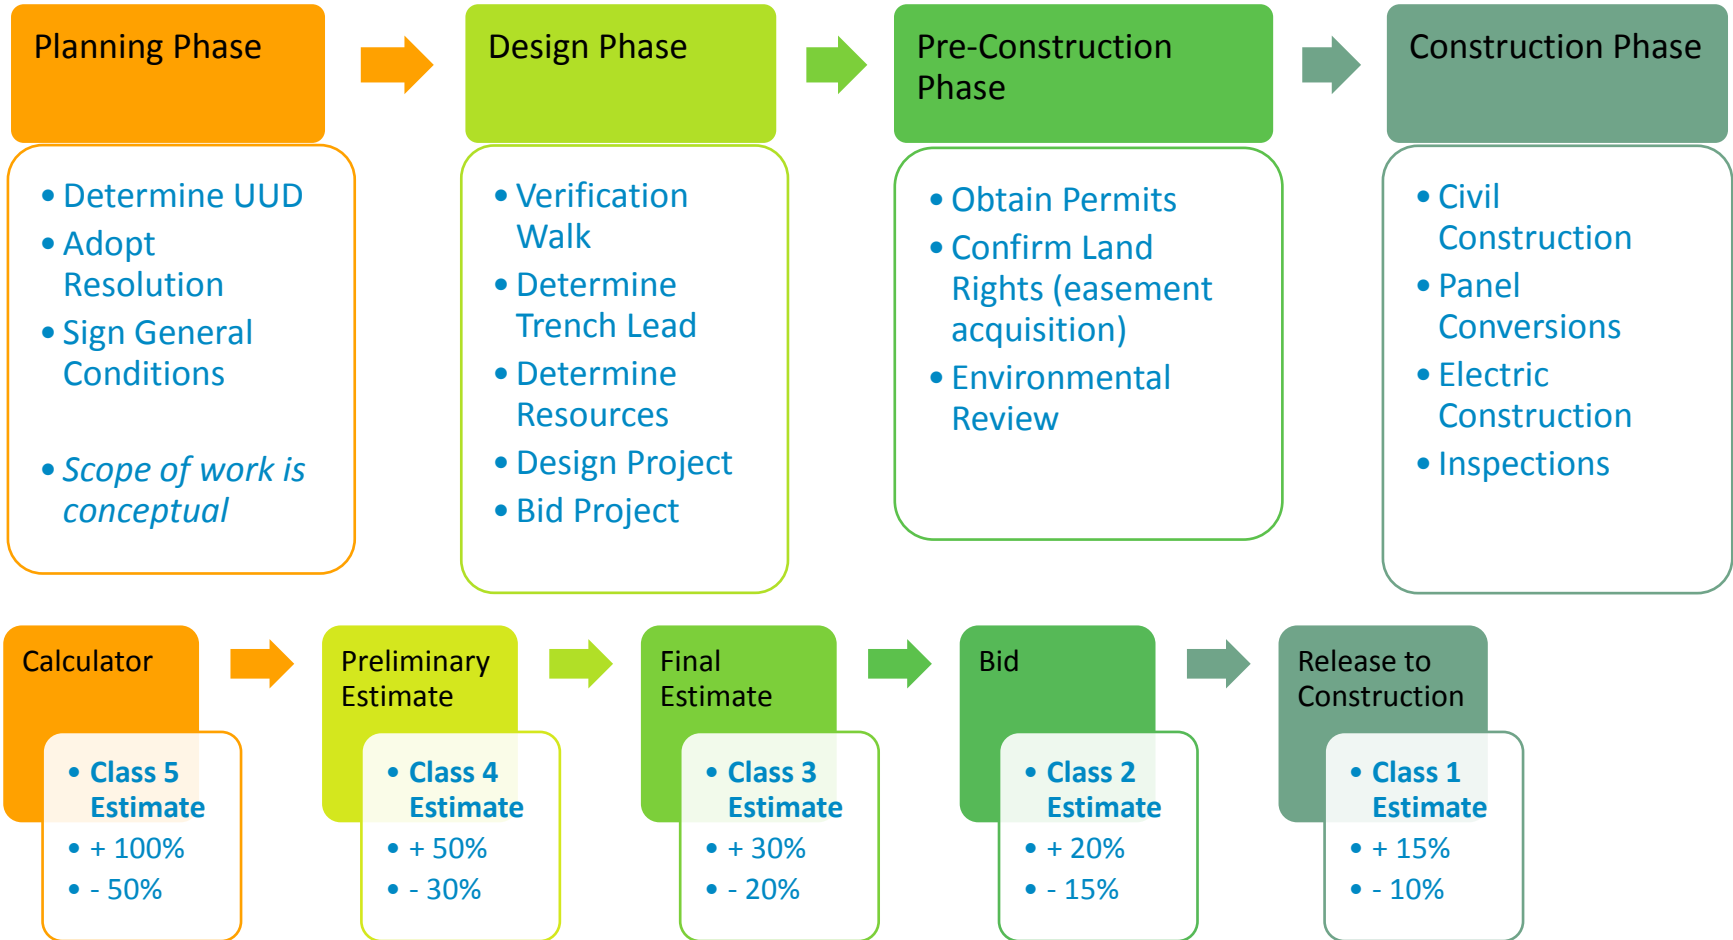 Planning Phase
• Determine UUD
• Adopt
Resolution
• Sign General
Conditions
• Scope of work is
conceptual
Design Phase
• Verification
Walk
• Determine
Trench Lead
• Determine
Resources
• Design Project
• Bid Project
Pre-Construction
Phase
• Obtain Permits
• Confirm Land
Rights (easement
acquisition)
• Environmental
Review
Construction Phase
• Civil
Construction
• Panel
Conversions
• Electric
Construction
• Inspections
Calculator
• Class 5
Estimate
• + 100%
• - 50%
Preliminary
Estimate
• Class 4
Estimate
• + 50%
• - 30%
Final
Estimate
• Class 3
Estimate
• + 30%
• - 20%
Bid
• Class 2
Estimate
• + 20%
• - 15%
Release to
Construction
• Class 1
Estimate
• + 15%
• - 10%